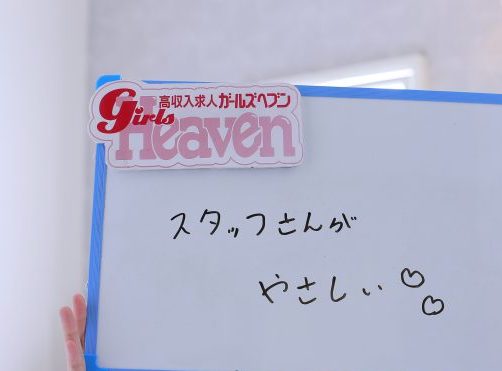 高収入求人 ガールズヘブン
Girls
Heaven
スタッフさんが
やさしい♡♡